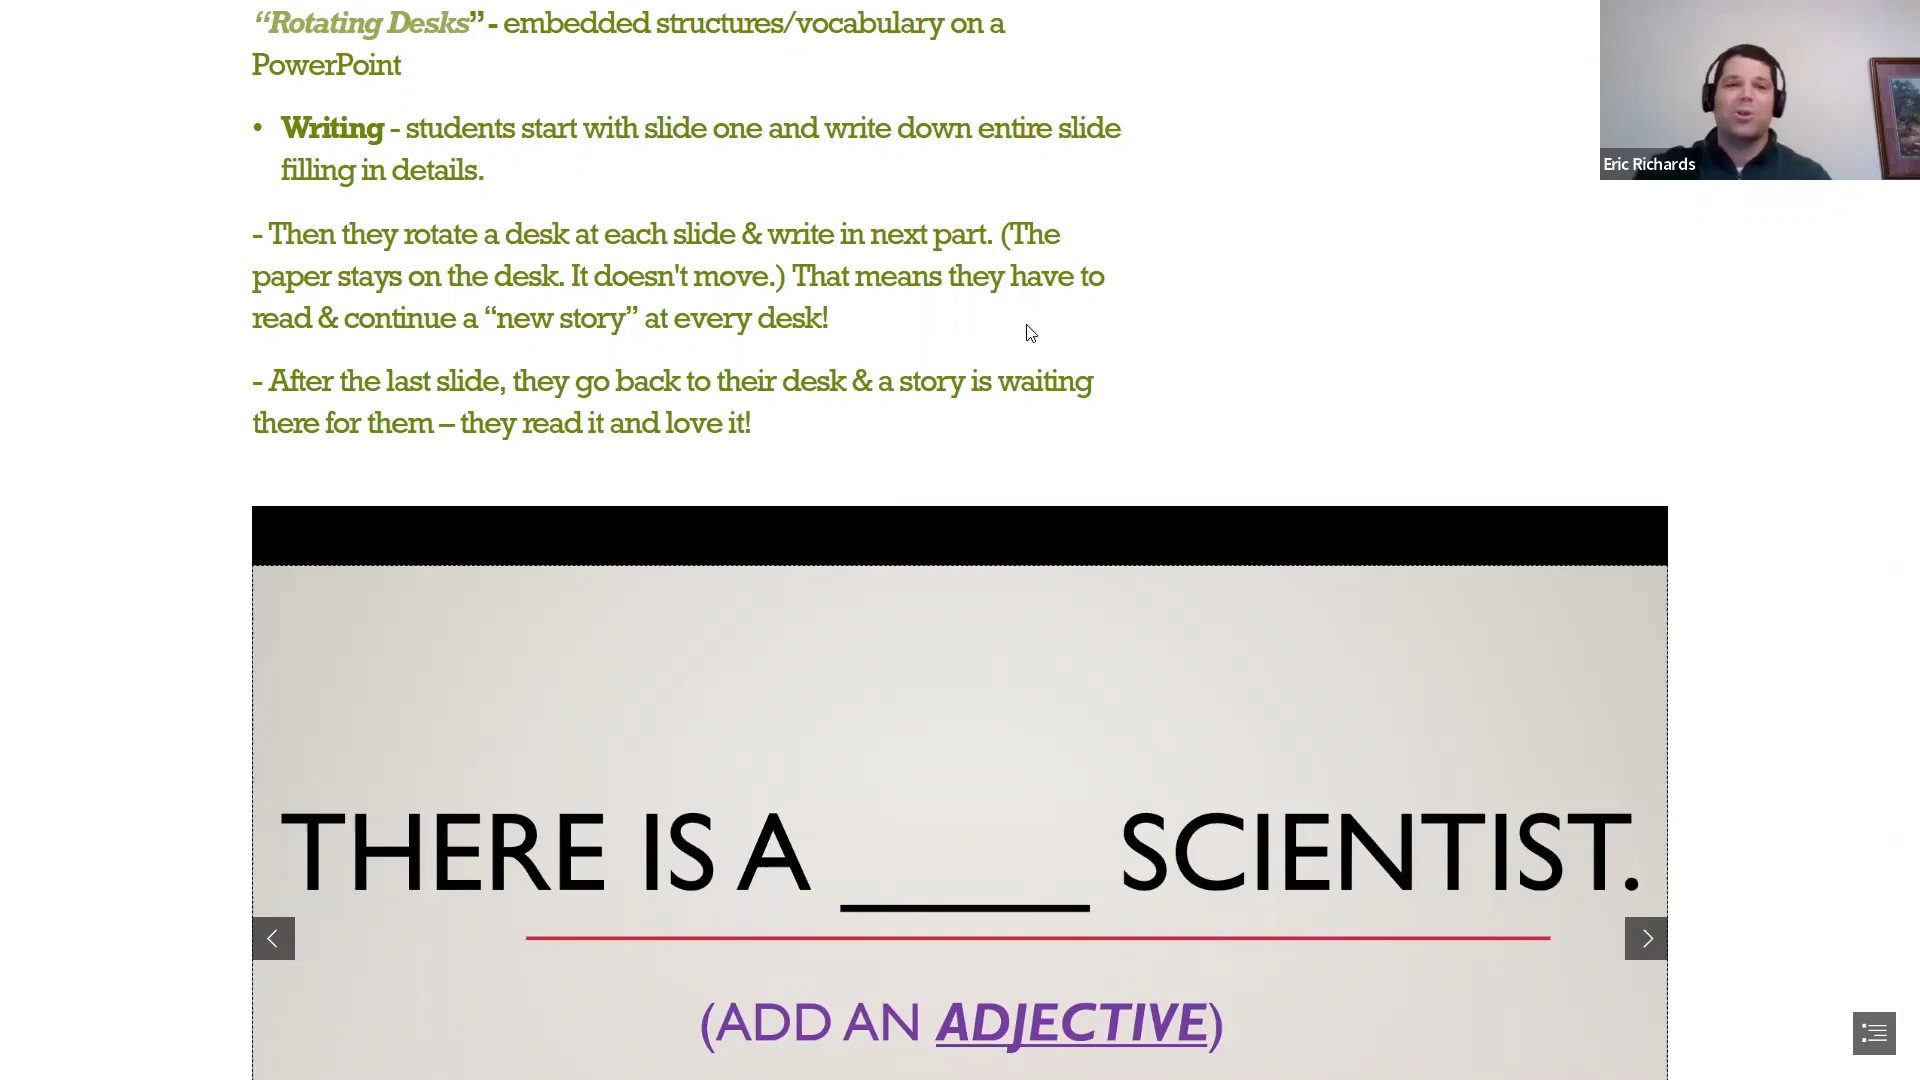 “Rotating Desks” - embedded structures/vocabulary on a
PowerPoint
• Writing - students start with slide one and write down entire slide
filling in details.
- Then they rotate a desk at each slide & write in next part. (The
paper stays on the desk. It doesn't move.) That means they have to
read & continue a “new story” at every desk!
- After the last slide, they go back to their desk & a story is waiting
there for them – they read it and love it!
Eric Richards
THERE IS A _____ SCIENTIST.
(ADD AN ADJECTIVE)